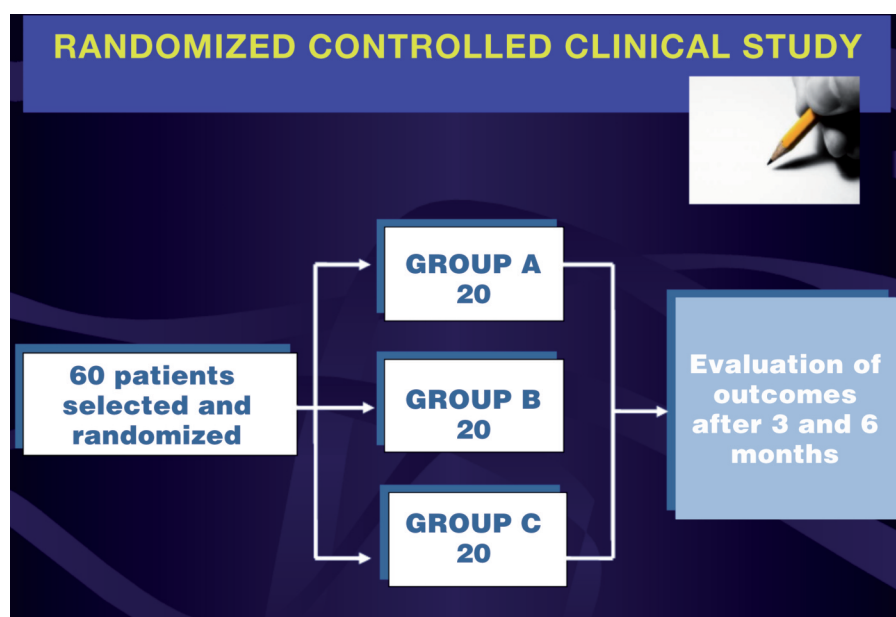 RANDOMIZED CONTROLLED CLINICAL STUDY
60 patients
selected and
randomized
GROUP A
20
GROUP B
20
GROUP C
20
Evaluation of
outcomes
after 3 and 6
months